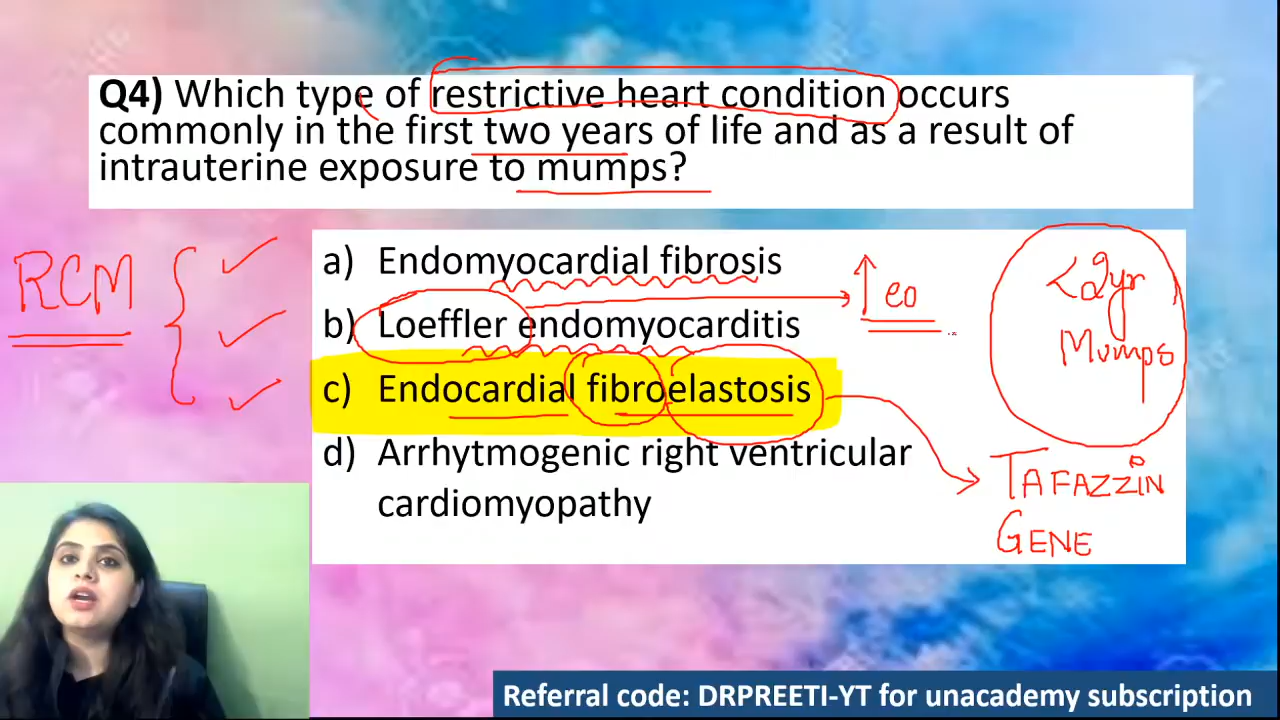 Q4) Which type of restrictive heart condition occurs
commonly in the first two years of life and as a result of
intrauterine exposure to mumps?
RCM
a) Endomyocardial fibrosis
b) Loeffler endomyocarditis
c) Endocardial fibroelastosis
d) Arrhytmogenic right ventricular
cardiomyopathy
↑ eo
<2yr
Mumps
TAFAZZiN
GENE
Referral code: DRPREETI-YT for unacademy subscription